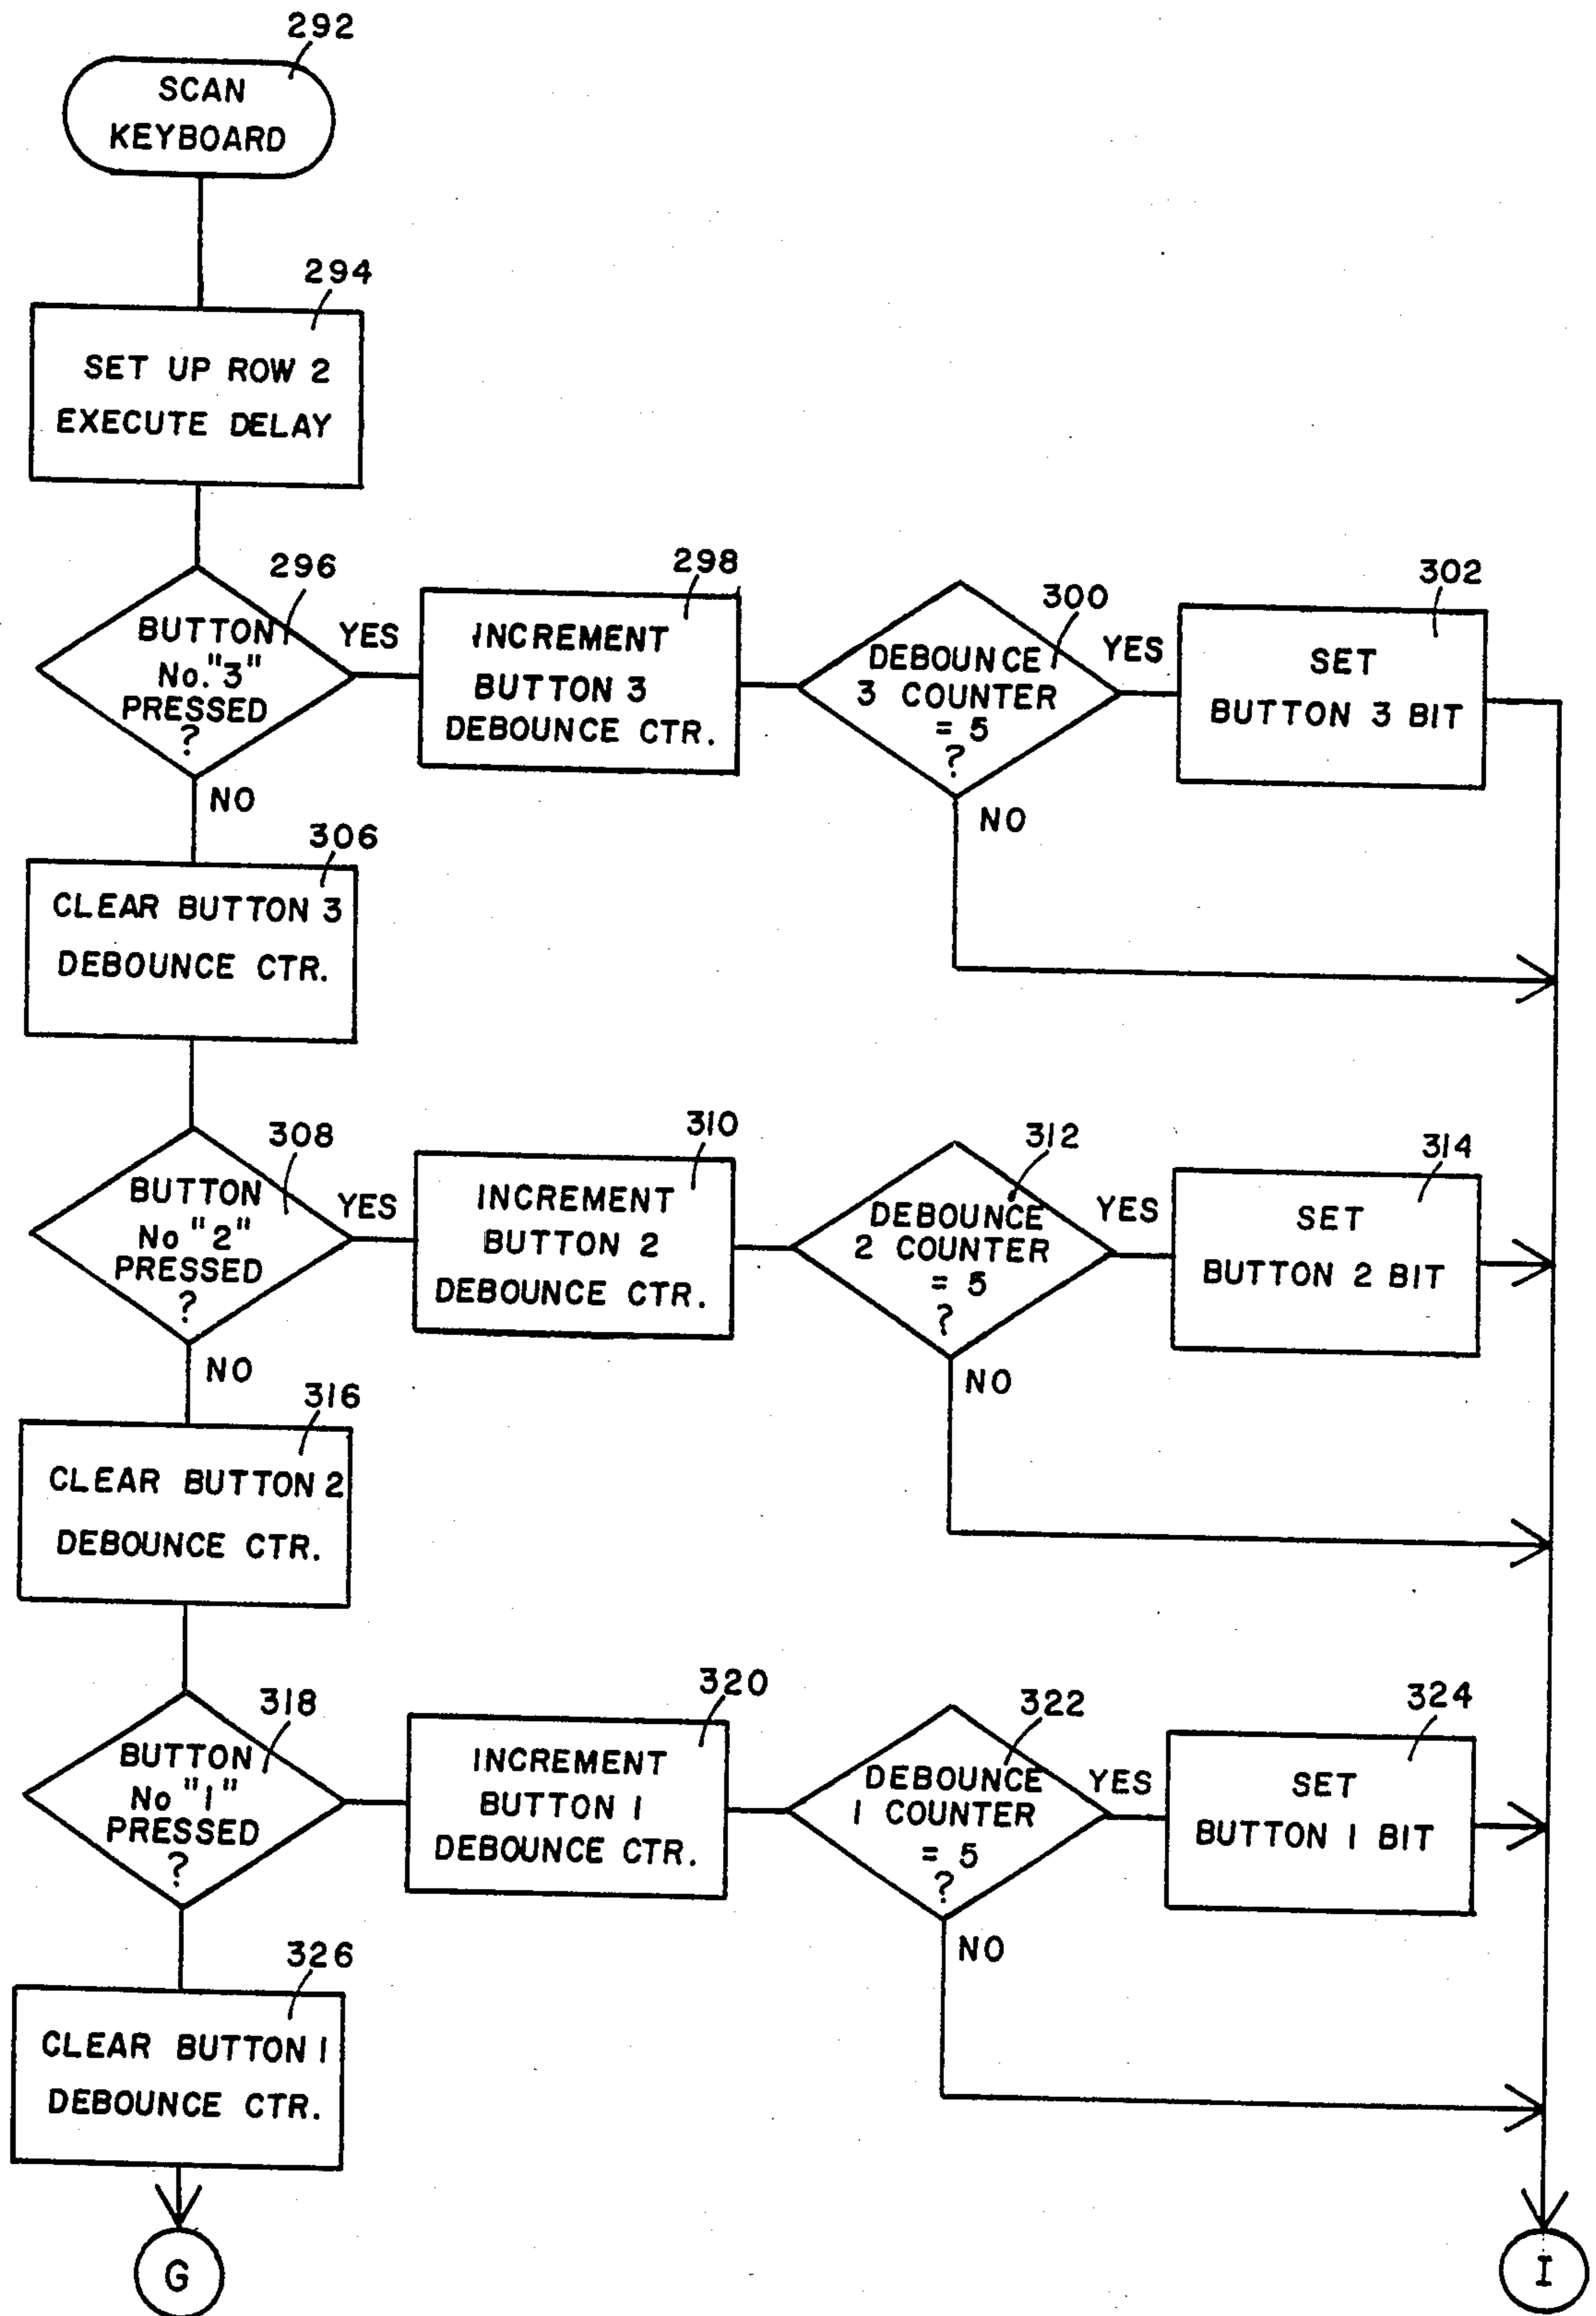 292
SCAN
KEYBOARD
294
SET UP ROW 2
EXECUTE DELAY
296
BUTTON
No."3"
PRESSED
?
YES
NO
298
INCREMENT
BUTTON 3
DEBOUNCE CTR.
300
DEBOUNCE
3 COUNTER
= 5
?
YES
NO
302
SET
BUTTON 3 BIT
306
CLEAR BUTTON 3
DEBOUNCE CTR.
308
BUTTON
No "2"
PRESSED
?
YES
NO
310
INCREMENT
BUTTON 2
DEBOUNCE CTR.
312
DEBOUNCE
2 COUNTER
= 5
?
YES
NO
314
SET
BUTTON 2 BIT
316
CLEAR BUTTON 2
DEBOUNCE CTR.
318
BUTTON
No "1"
PRESSED
?
320
INCREMENT
BUTTON 1
DEBOUNCE CTR.
322
DEBOUNCE
1 COUNTER
= 5
?
YES
NO
324
SET
BUTTON 1 BIT
326
CLEAR BUTTON 1
DEBOUNCE CTR.
G
I